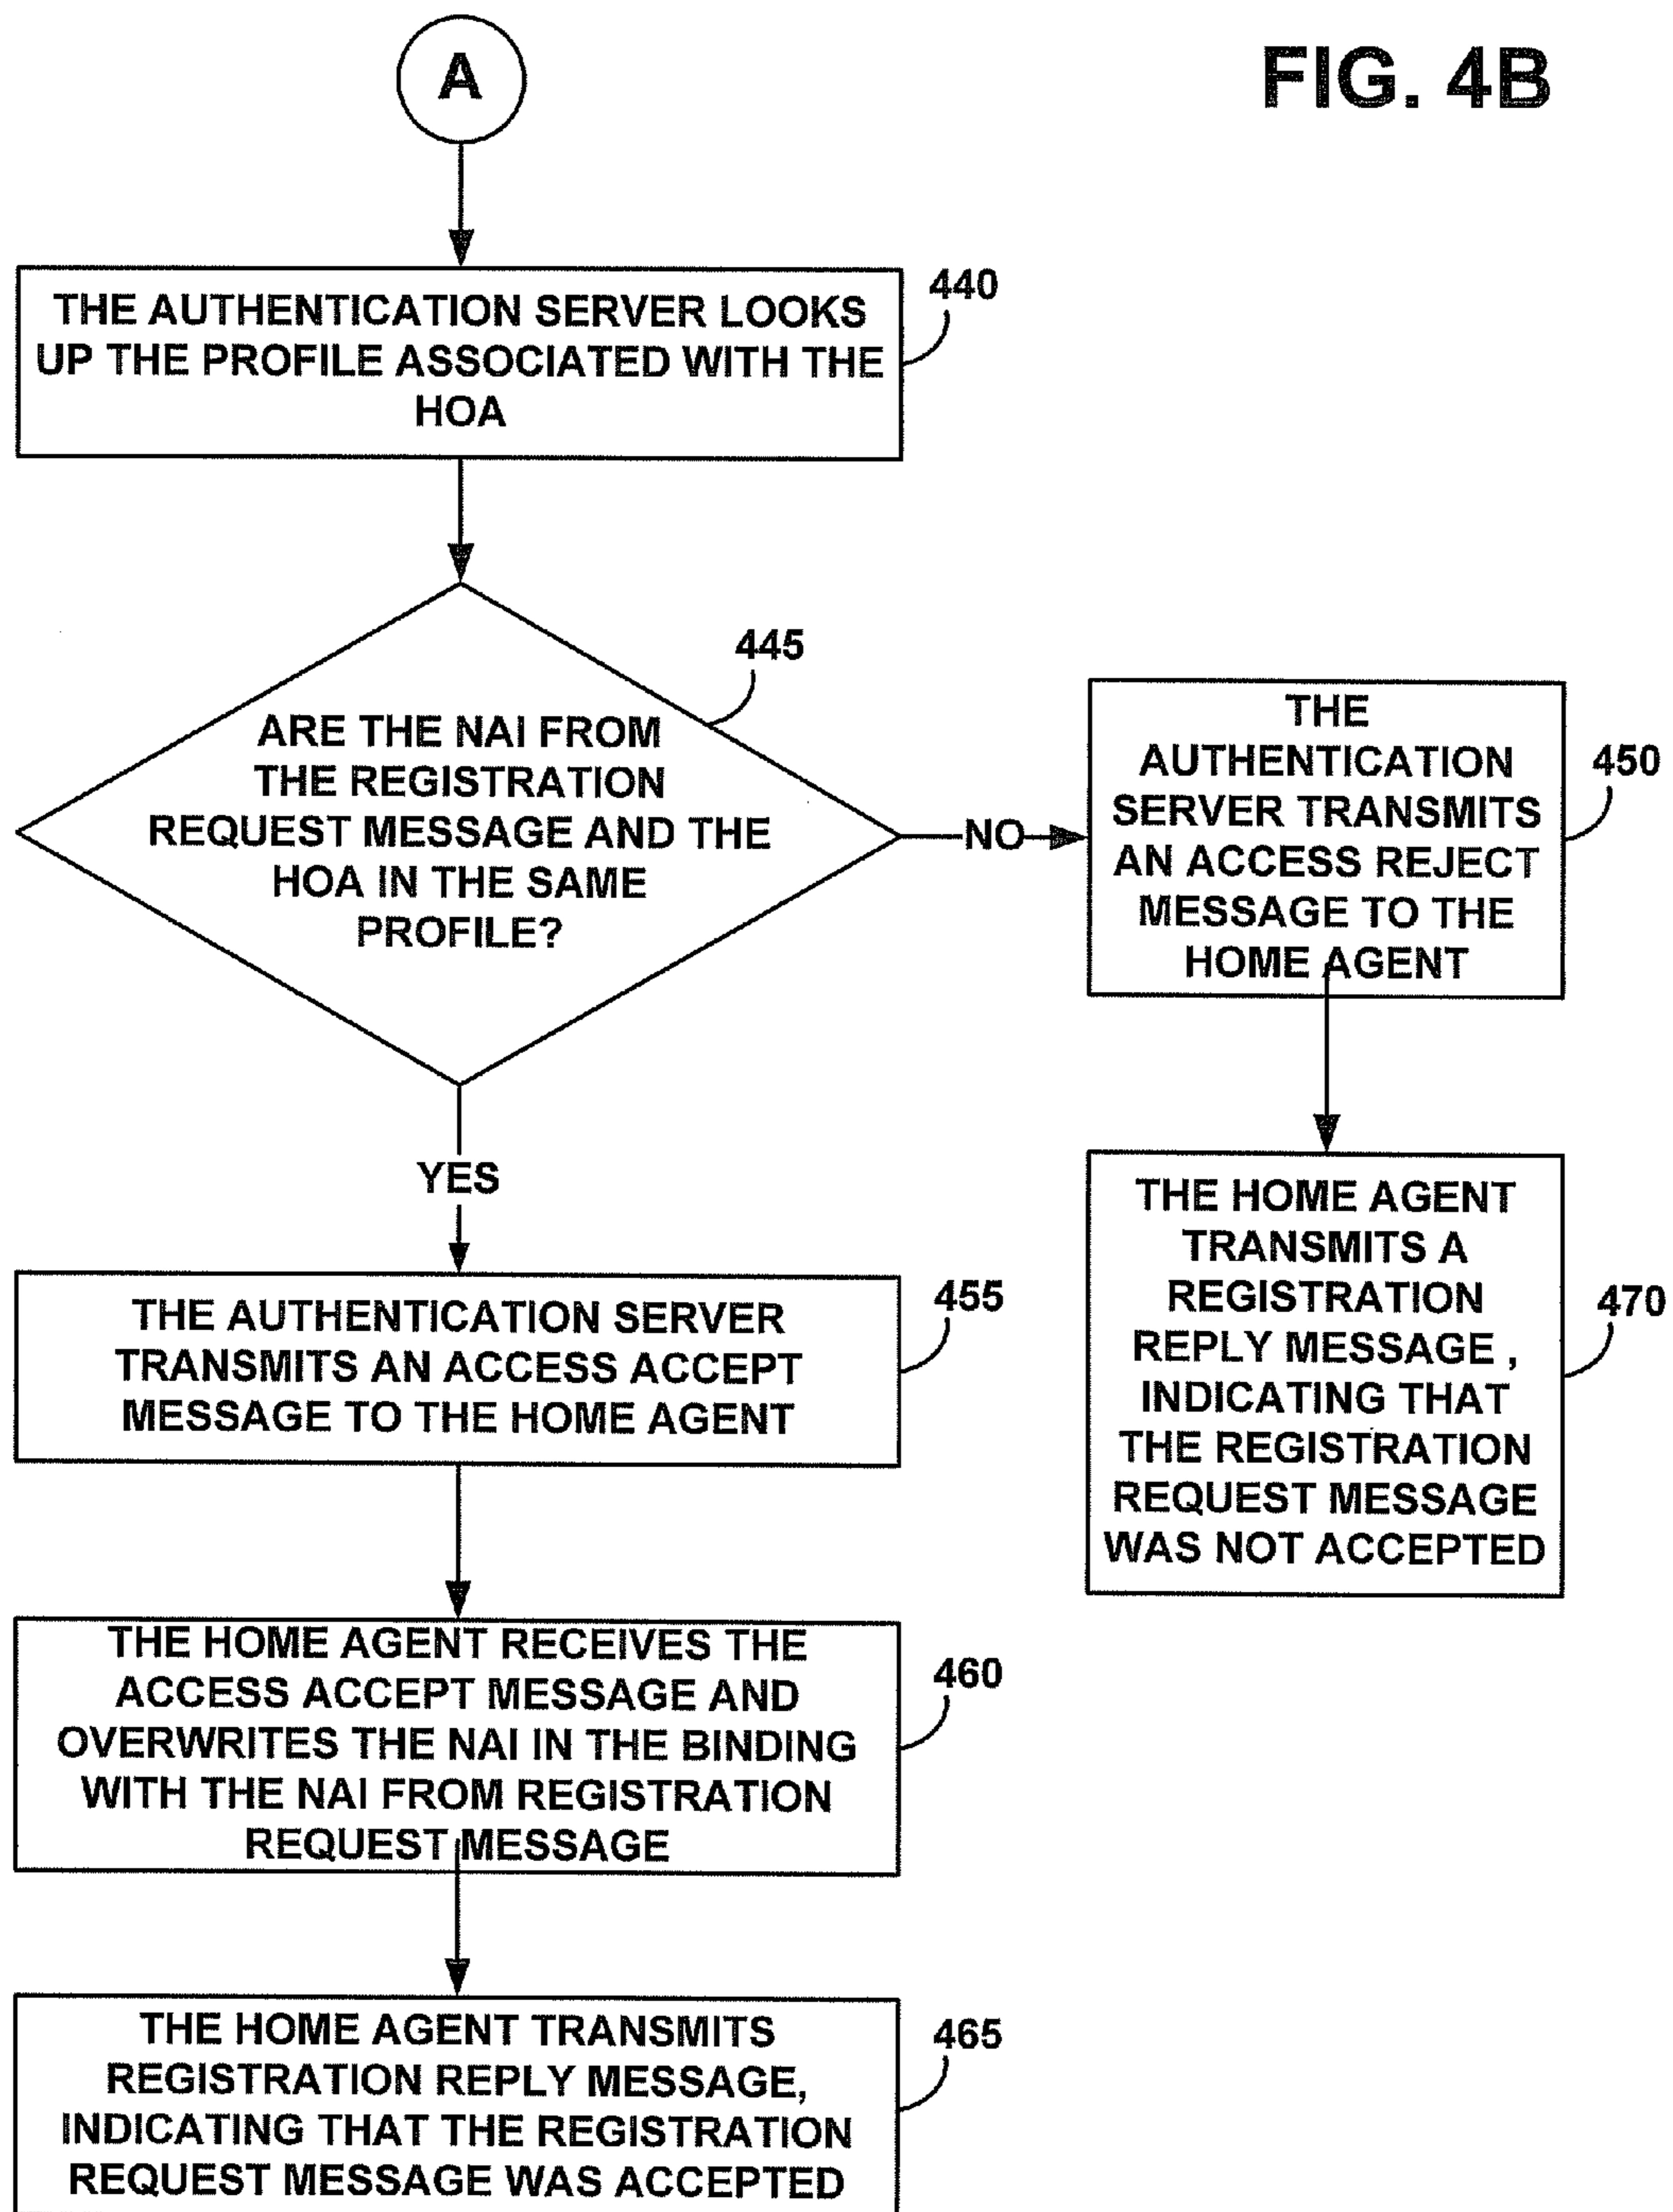 FIG. 4B
A
440
THE AUTHENTICATION SERVER LOOKS
UP THE PROFILE ASSOCIATED WITH THE
HOA
445
ARE THE NAI FROM
THE REGISTRATION
REQUEST MESSAGE AND THE
HOA IN THE SAME
PROFILE?
NO
450
THE
AUTHENTICATION
SERVER TRANSMITS
AN ACCESS REJECT
MESSAGE TO THE
HOME AGENT
YES
470
THE HOME AGENT
TRANSMITS A
REGISTRATION
REPLY MESSAGE ,
INDICATING THAT
THE REGISTRATION
REQUEST MESSAGE
WAS NOT ACCEPTED
455
THE AUTHENTICATION SERVER
TRANSMITS AN ACCESS ACCEPT
MESSAGE TO THE HOME AGENT
460
THE HOME AGENT RECEIVES THE
ACCESS ACCEPT MESSAGE AND
OVERWRITES THE NAI IN THE BINDING
WITH THE NAI FROM REGISTRATION
REQUEST MESSAGE
465
THE HOME AGENT TRANSMITS
REGISTRATION REPLY MESSAGE,
INDICATING THAT THE REGISTRATION
REQUEST MESSAGE WAS ACCEPTED